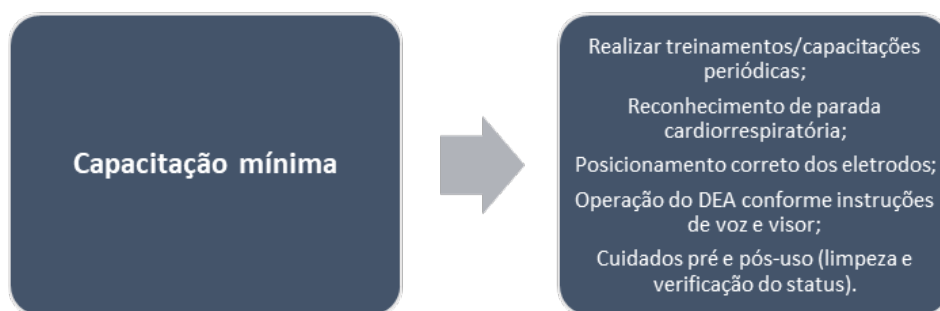 Capacitação mínima
Realizar treinamentos/capacitações
periódicas;
Reconhecimento de parada
cardiorrespiratória;
Posicionamento correto dos eletrodos;
Operação do DEA conforme instruções
de voz e visor;
Cuidados pré e pós-uso (limpeza e
verificação do status).